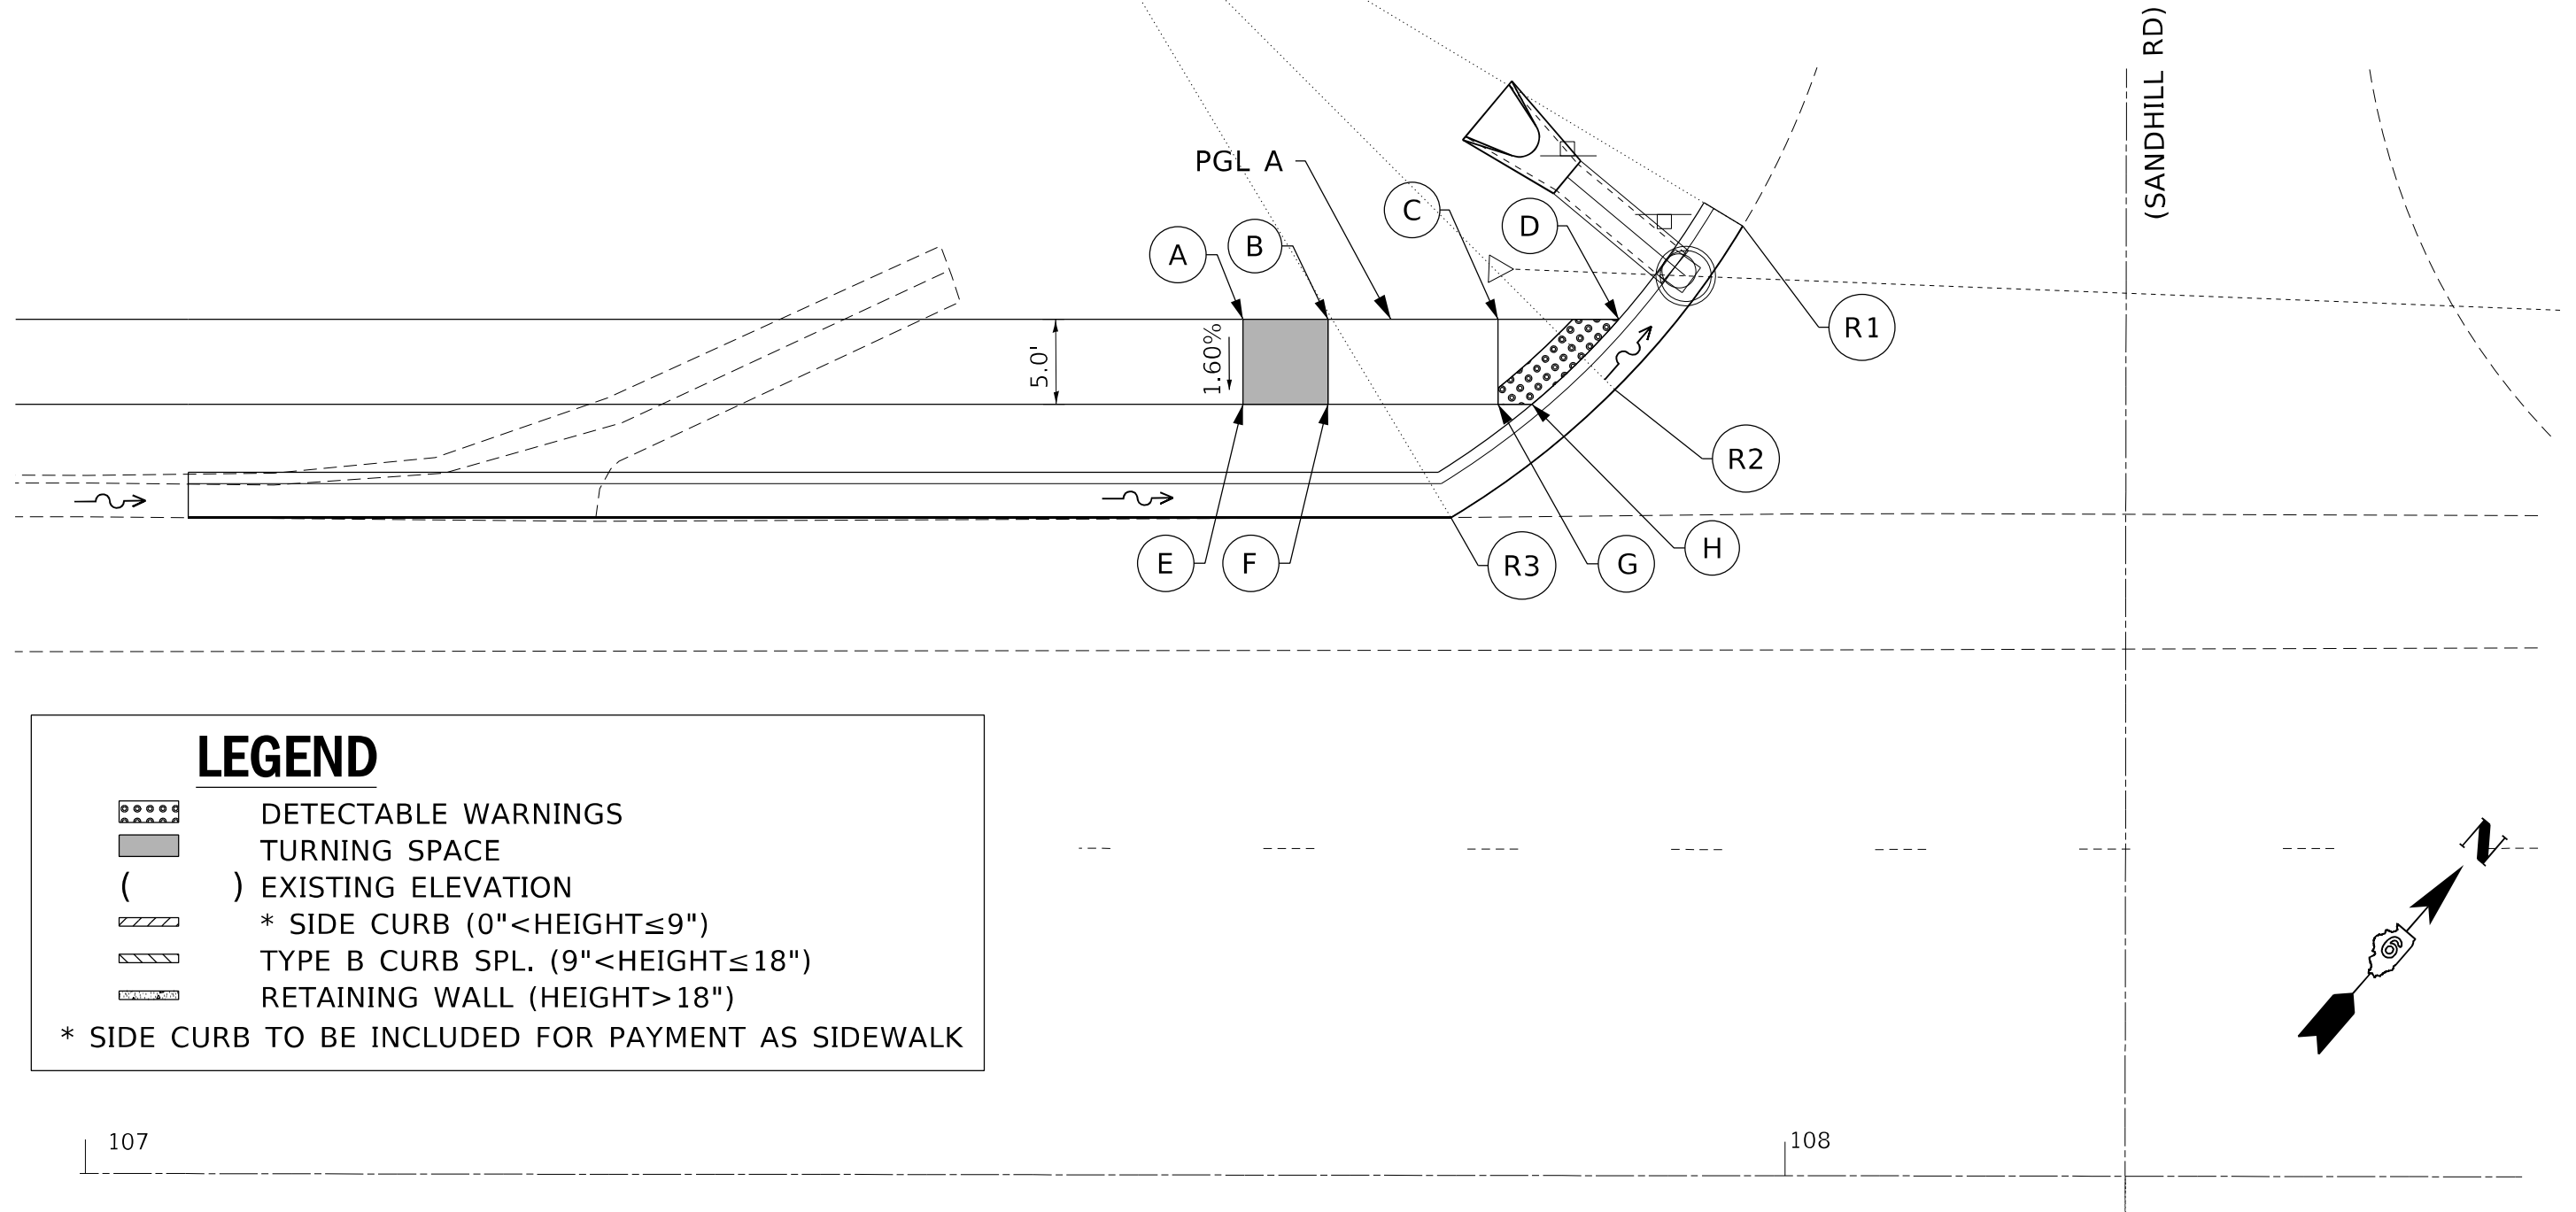 (SANDHILL RD)
PGL A
C
D
A
B
R1
5.0'
1.60%
R2
E
F
R3
G
H
LEGEND
DETECTABLE WARNINGS
TURNING SPACE
( ) EXISTING ELEVATION
* SIDE CURB (0"<HEIGHT≤9")
TYPE B CURB SPL. (9"<HEIGHT≤18")
RETAINING WALL (HEIGHT>18")
* SIDE CURB TO BE INCLUDED FOR PAYMENT AS SIDEWALK
N
6
107
108